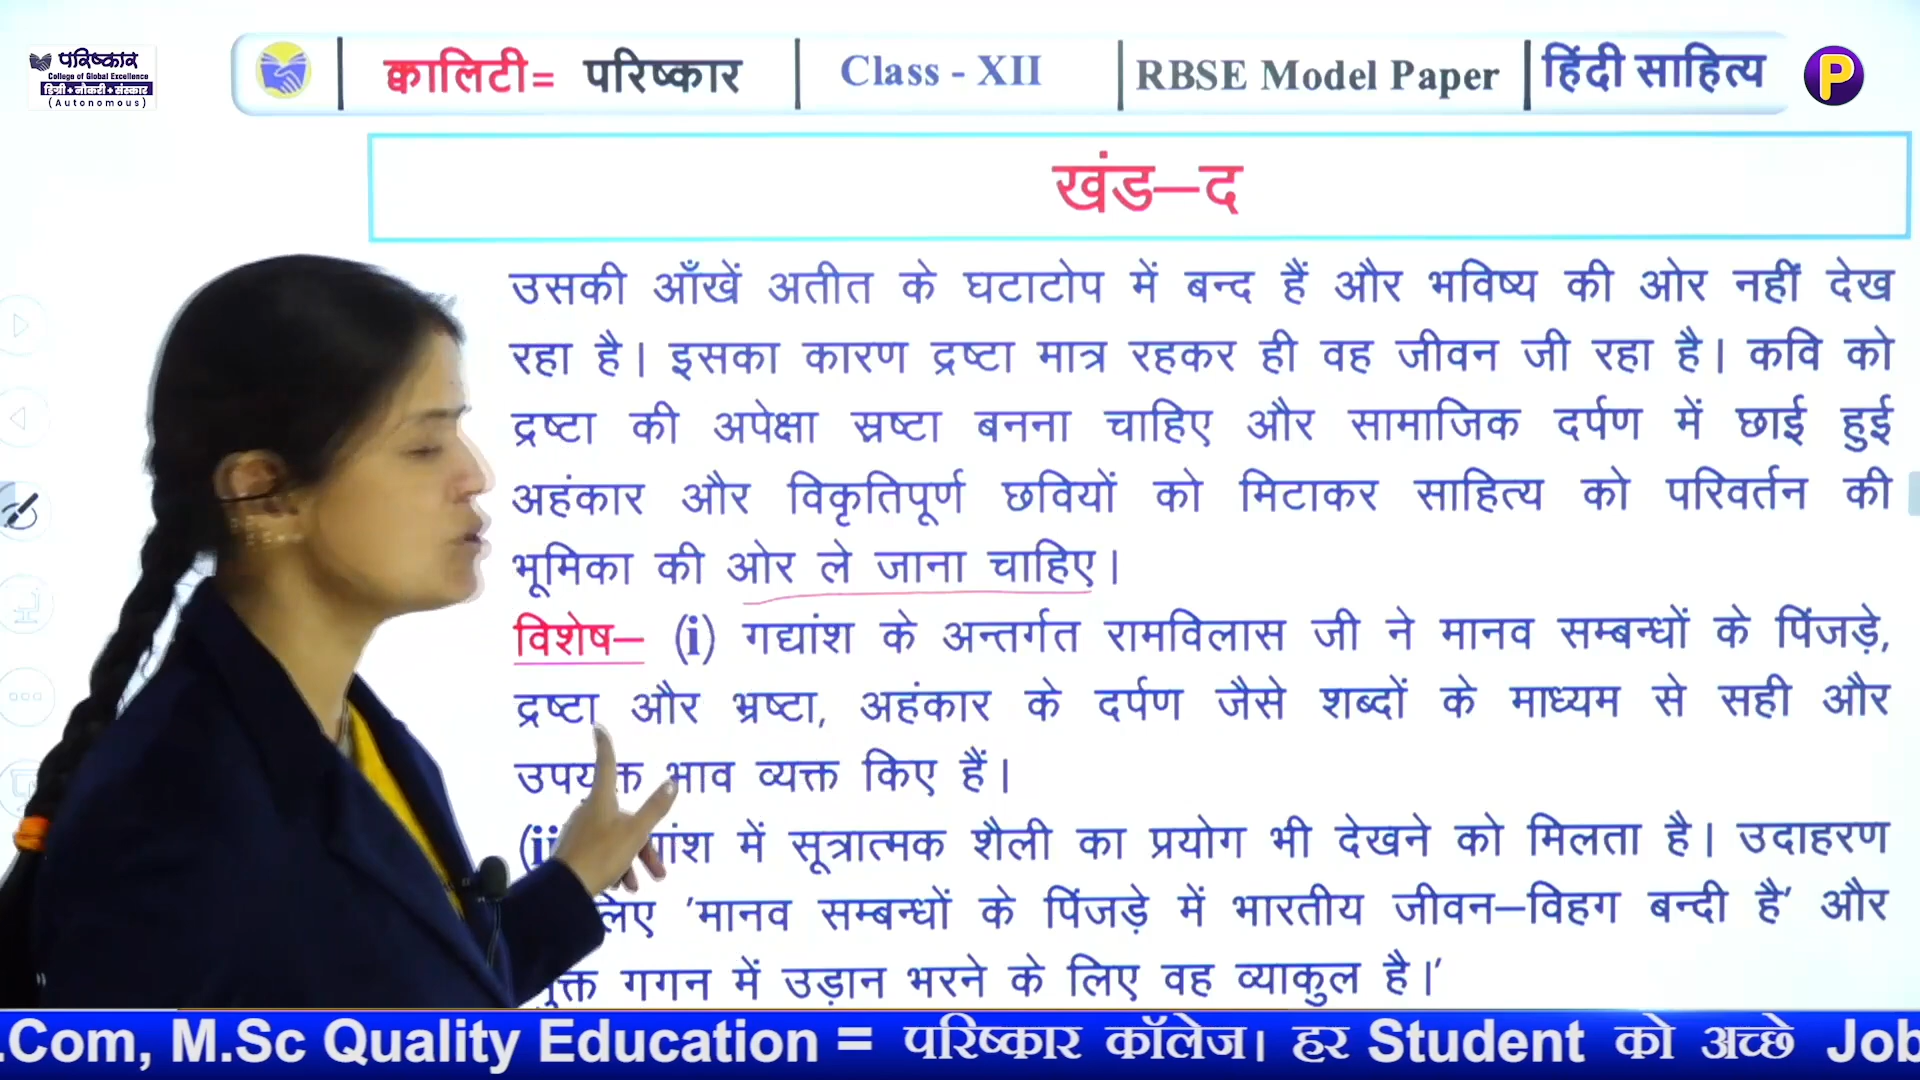 परिष्कार
College of Global Excellence
डिग्री + नौकरी + संस्कार
(Autonomous)
क्वालिटी= परिष्कार
Class - XII
RBSE Model Paper
हिंदी साहित्य
P
खंड–द
उसकी आँखें अतीत के घटाटोप में बन्द हैं और भविष्य की ओर नहीं देख
रहा है। इसका कारण द्रष्टा मात्र रहकर ही वह जीवन जी रहा है। कवि को
द्रष्टा की अपेक्षा स्रष्टा बनना चाहिए और सामाजिक दर्पण में छाई हुई
अहंकार और विकृतिपूर्ण छवियों को मिटाकर साहित्य को परिवर्तन की
भूमिका की ओर ले जाना चाहिए।
विशेष– (i) गद्यांश के अन्तर्गत रामविलास जी ने मानव सम्बन्धों के पिंजड़े,
द्रष्टा और भ्रष्टा, अहंकार के दर्पण जैसे शब्दों के माध्यम से सही और
उपयुक्त भाव व्यक्त किए हैं।
(ii में सूत्रात्मक शैली का प्रयोग भी देखने को मिलता है। उदाहरण
लिए 'मानव सम्बन्धों के पिंजड़े में भारतीय जीवन–विहग बन्दी है' और
गगन में उड़ान भरने के लिए वह व्याकुल है।'
.Com, M.Sc Quality Education = परिष्कार कॉलेज। हर Student को अच्छे Job